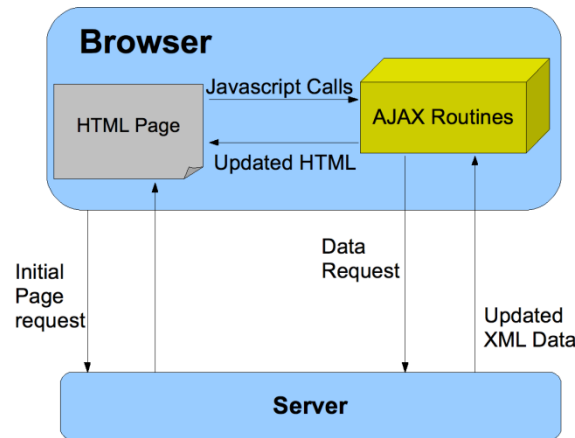 Browser
Javascript Calls
HTML Page
AJAX Routines
Updated HTML
Initial
Page
request
Data
Request
Updated
XML Data
Server